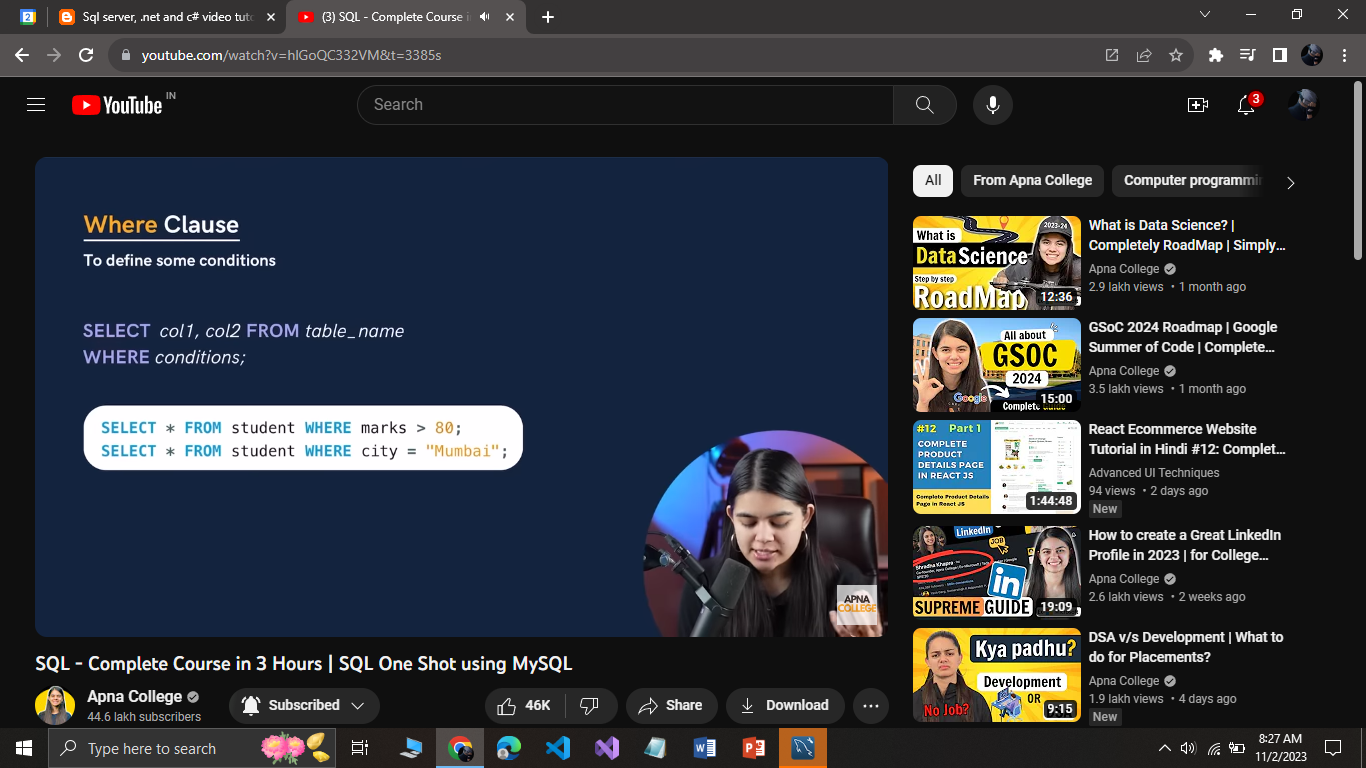 Sql server, .net and c# video tuto
(3) SQL - Complete Course in
youtube.com/watch?v=hlGoQC332VM&t=3385s
YouTube IN
Search
3
Where Clause
To define some conditions
SELECT col1, col2 FROM table_name
WHERE conditions;
SELECT * FROM student WHERE marks > 80;
SELECT * FROM student WHERE city = "Mumbai";
APNA
COLLEGE
SQL - Complete Course in 3 Hours | SQL One Shot using MySQL
Apna College
44.6 lakh subscribers
Subscribed
46K
Share
Download
All
From Apna College
Computer programmin
What is
Data Science
Step by step
RoadMap
2023-24
12:36
What is Data Science? |
Completely RoadMap | Simply...
Apna College
2.9 lakh views • 1 month ago
All about
GSOC
2024
Google
Complete Guide
15:00
GSoC 2024 Roadmap | Google
Summer of Code | Complete...
Apna College
3.5 lakh views • 1 month ago
#12 Part 1
COMPLETE
PRODUCT
DETAILS PAGE
IN REACT JS
Complete Product Details
Page in React JS
1:44:48
React Ecommerce Website
Tutorial in Hindi #12: Complet...
Advanced UI Techniques
94 views • 2 days ago
New
LinkedIn
JOB
Shradha Khapra
in
SUPREME GUIDE
19:09
How to create a Great LinkedIn
Profile in 2023 | for College...
Apna College
2.6 lakh views • 2 weeks ago
Kya padhu?
Development
OR
No Job?
9:15
DSA v/s Development | What to
do for Placements?
Apna College
1.9 lakh views • 4 days ago
New
Type here to search
8:27 AM
11/2/2023